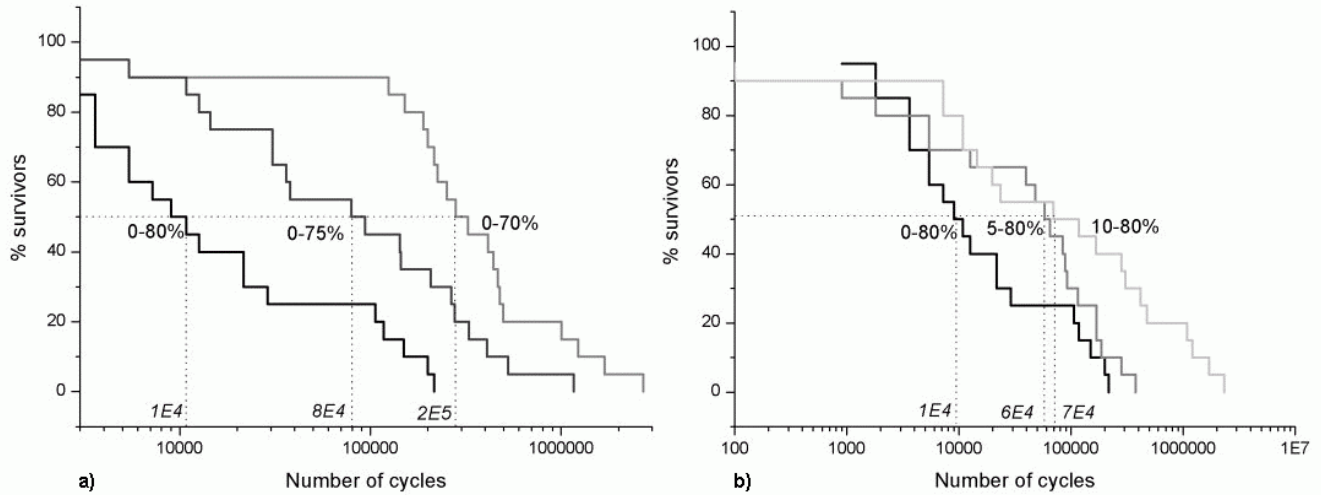 100
80
60
40
20
0
% survivors
0-80%
0-75%
0-70%
1E4
8E4
2E5
10000
100000
1000000
a)
Number of cycles
100
80
60
40
20
0
% survivors
0-80%
5-80%
10-80%
1E4
6E4
7E4
100
1000
10000
100000
1000000
1E7
b)
Number of cycles